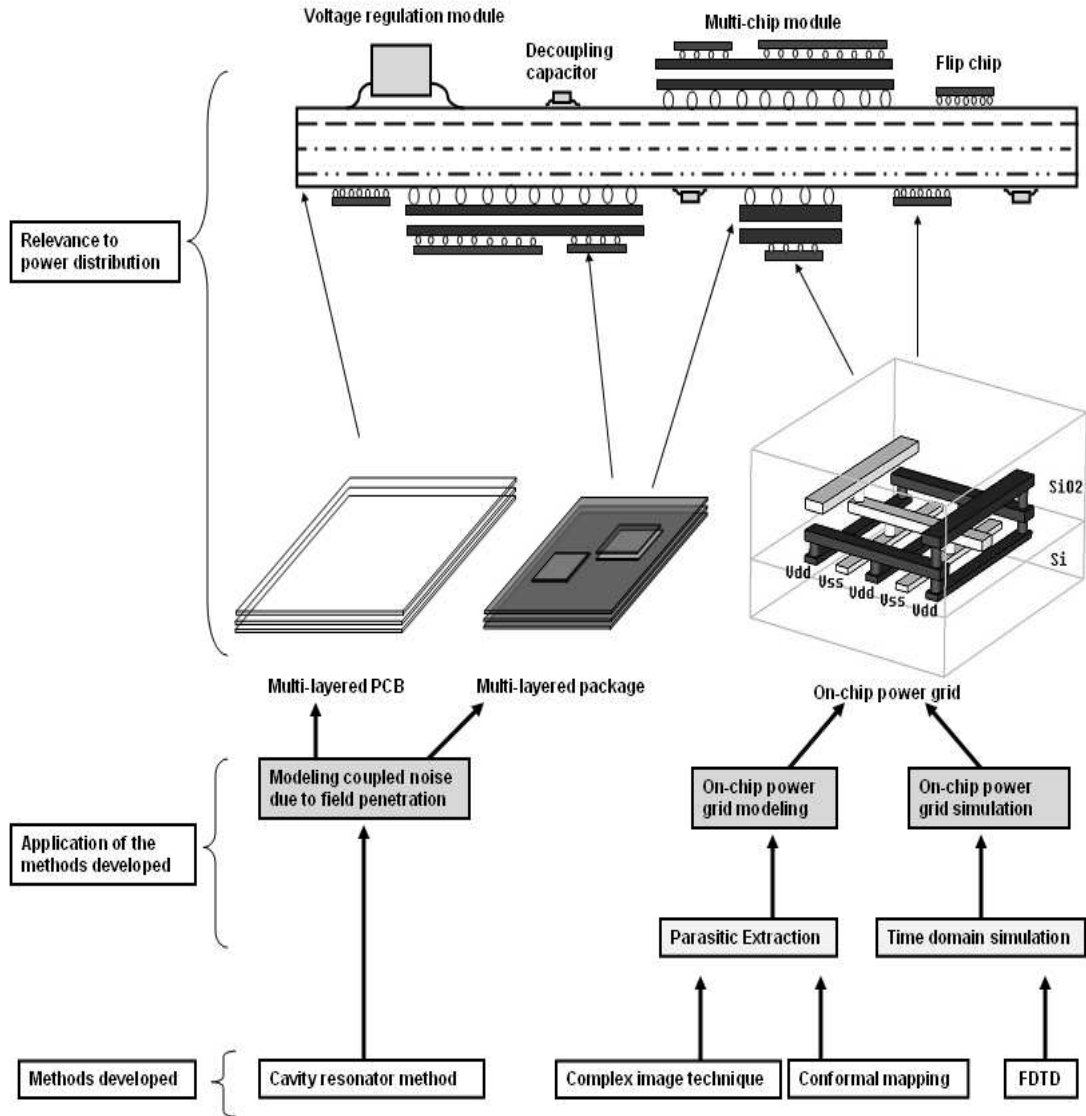 Voltage regulation module
Multi-chip module
Decoupling
capacitor
Flip chip
Relevance to
power distribution
SiO2
Si
Vdd
Vss
Vdd
Vss
Vdd
Multi-layered PCB
Multi-layered package
On-chip power grid
Modeling coupled noise
due to field penetration
On-chip power
grid modeling
On-chip power
grid simulation
Application of the
methods developed
Parasitic Extraction
Time domain simulation
Methods developed
Cavity resonator method
Complex image technique
Conformal mapping
FDTD